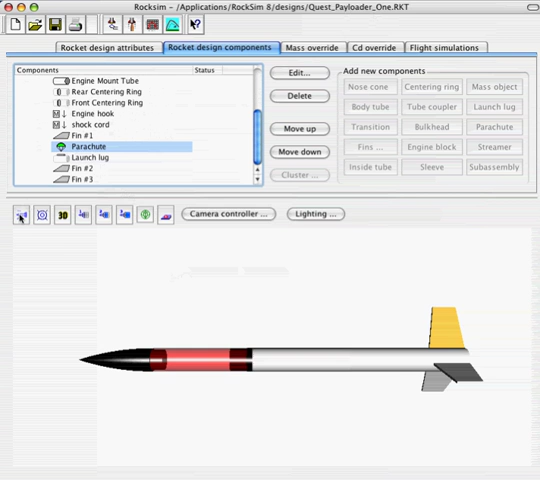 Rocksim - /Applications/RockSim 8/designs/Quest_Payloader_One.RKT
Rocket design attributes
Rocket design components
Mass override
Cd override
Flight simulations
Components
Status
Engine Mount Tube
Rear Centering Ring
Front Centering Ring
Engine hook
shock cord
Fin #1
Parachute
Launch lug
Fin #2
Fin #3
Edit...
Delete
Move up
Move down
Cluster ...
Add new components
Nose cone
Centering ring
Mass object
Body tube
Tube coupler
Launch lug
Transition
Bulkhead
Parachute
Fins ...
Engine block
Streamer
Inside tube
Sleeve
Subassembly
3D
Camera controller ...
Lighting ...